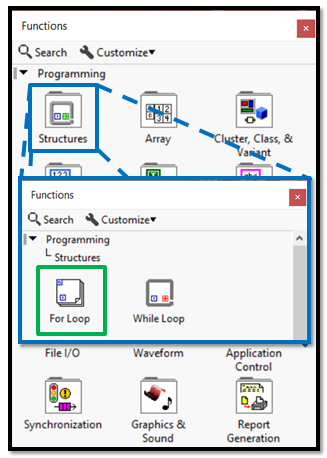 Functions
Search Customize▾
Programming
Structures Array Cluster, Class, &
Variant
Functions
Search Customize▾
Programming
Structures
For Loop While Loop
File I/O Waveform Application
Control
Synchronization Graphics & Report
Sound Generation